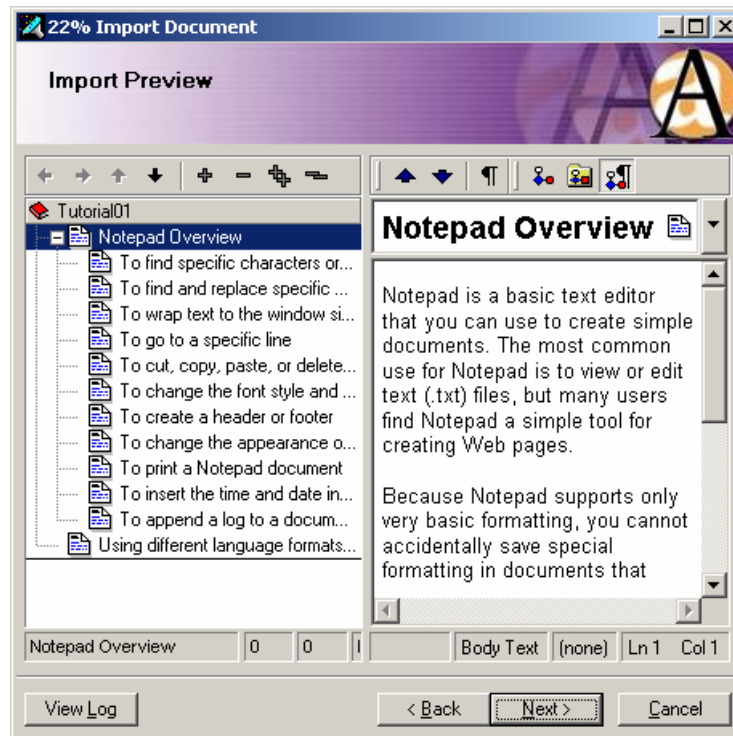 22% Import Document
Import Preview
Tutorial01
Notepad Overview
To find specific characters or...
To find and replace specific ...
To wrap text to the window si...
To go to a specific line
To cut, copy, paste, or delete...
To change the font style and ...
To create a header or footer
To change the appearance o...
To print a Notepad document
To insert the time and date in...
To append a log to a docum...
Using different language formats...
Notepad Overview
Notepad is a basic text editor
that you can use to create simple
documents. The most common
use for Notepad is to view or edit
text (.txt) files, but many users
find Notepad a simple tool for
creating Web pages.
Because Notepad supports only
very basic formatting, you cannot
accidentally save special
formatting in documents that
Notepad Overview 0 0
Body Text (none) Ln 1 Col 1
View Log < Back Next > Cancel